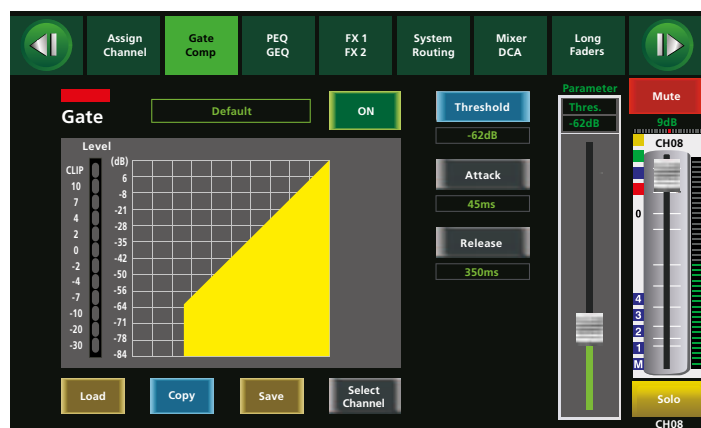 Assign
Channel
Gate
Comp
PEQ
GEQ
FX 1
FX 2
System
Routing
Mixer
DCA
Long
Faders
Gate
Default
ON
Level
(dB)
CLIP
10
7
4
2
0
-2
-4
-7
-10
-20
-30
6
-8
-21
-28
-35
-42
-50
-56
-64
-71
-78
-84
Load
Copy
Save
Select
Channel
Threshold
-62dB
Attack
45ms
Release
350ms
Parameter
Thres.
-62dB
Mute
9dB
CH08
0
4
3
2
1
M
Solo
CH08